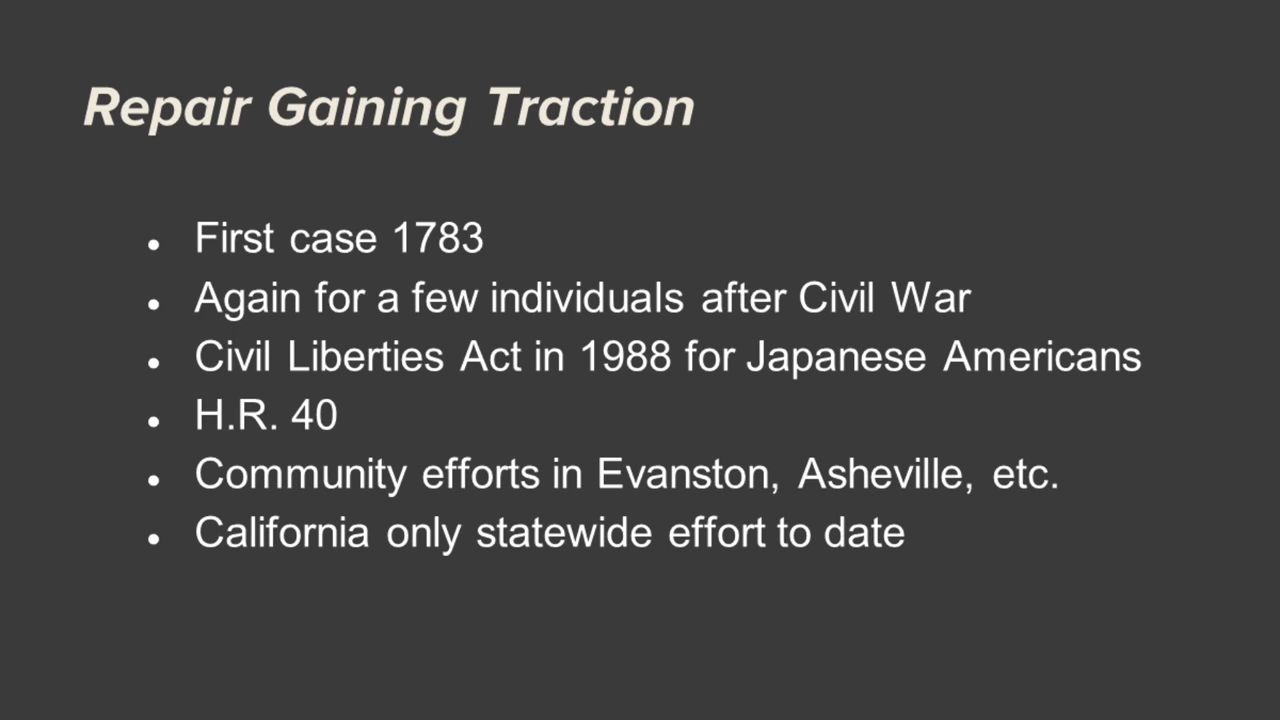 Repair Gaining Traction
• First case 1783
• Again for a few individuals after Civil War
• Civil Liberties Act in 1988 for Japanese Americans
• H.R. 40
• Community efforts in Evanston, Asheville, etc.
• California only statewide effort to date